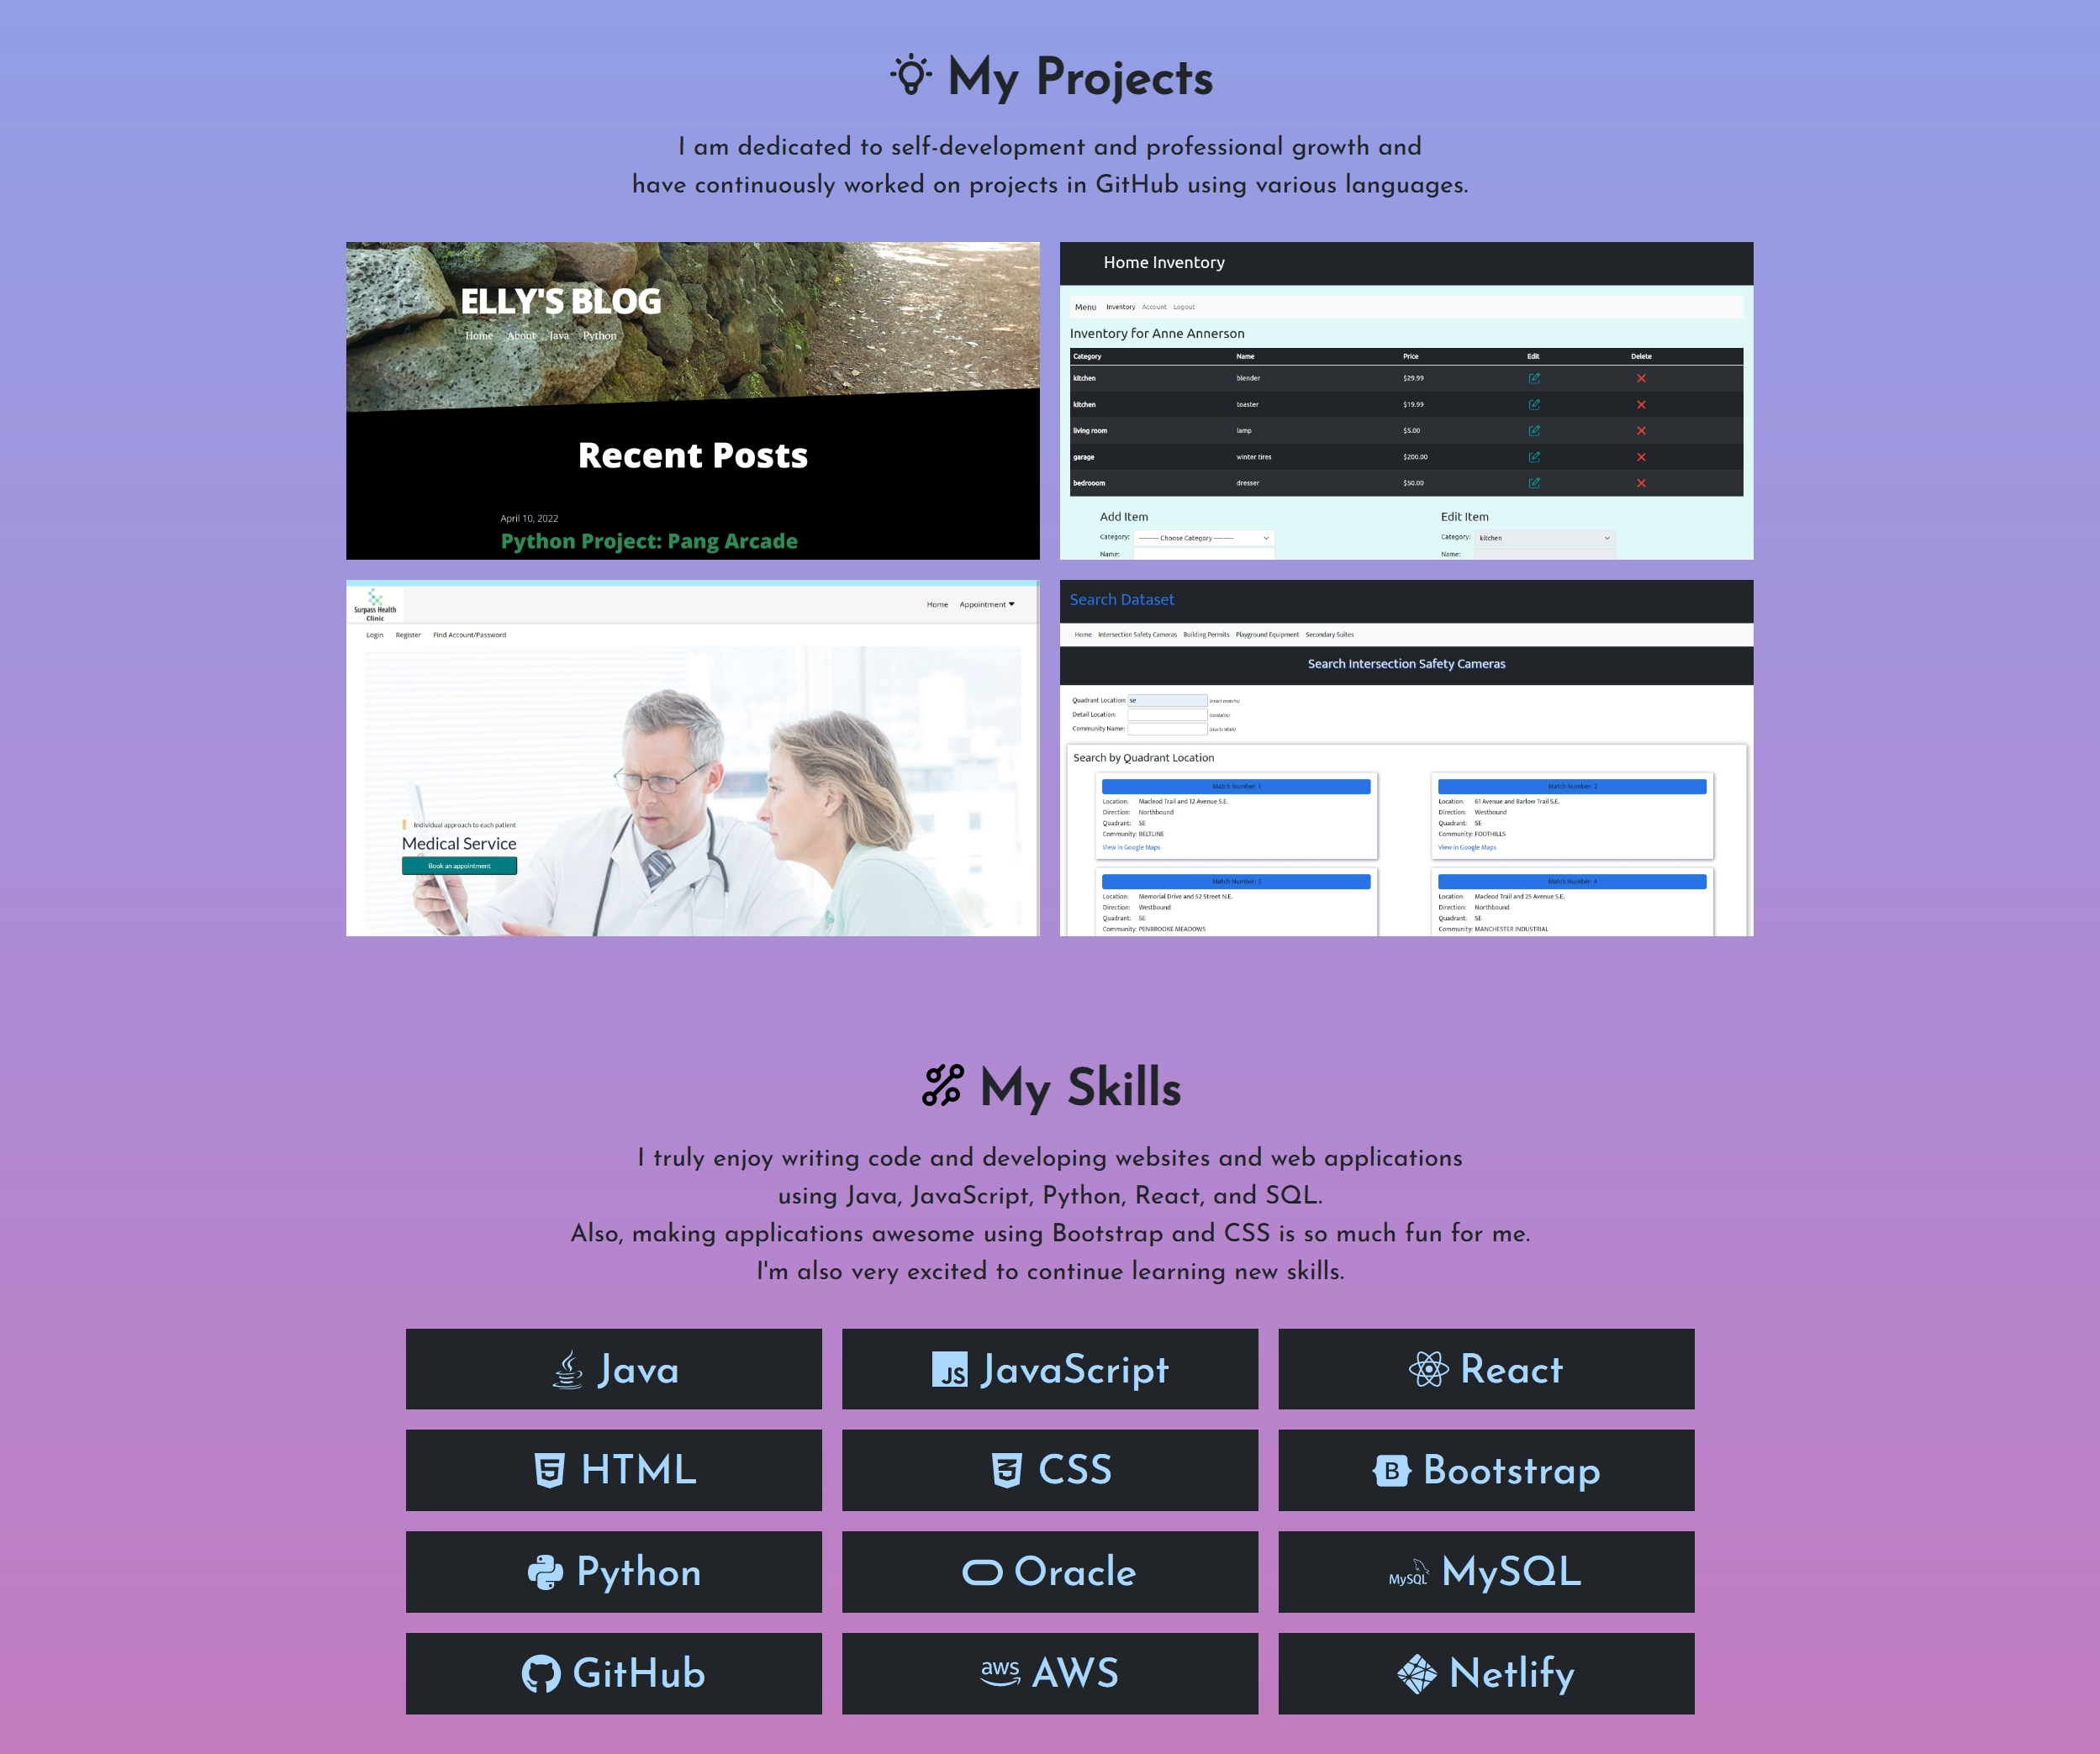 My Projects
I am dedicated to self-development and professional growth and
have continuously worked on projects in GitHub using various languages.
ELLY'S BLOG
Home About Java Python
Recent Posts
April 10, 2022
Python Project: Pang Arcade
Home Inventory
Menu Inventory Account Logout
Inventory for Anne Annerson
Category Name Price Edit Delete
kitchen blender $29.99
kitchen toaster $19.99
living room lamp $5.00
garage winter tires $200.00
bedrooom dresser $50.00
Add Item Edit Item
Category: --------- Choose Category --------- Category: kitchen
Name: Name:
Surpass Health
Clinic
Home Appointment
Login Register Find Account/Password
Individual approach to each patient
Medical Service
Book an appointment
Search Dataset
Home Intersection Safety Cameras Building Permits Playground Equipment Secondary Suites
Search Intersection Safety Cameras
Quadrant Location: se (exact match)
Detail Location: (contains)
Community Name: (starts With)
Search by Quadrant Location
Match Number: 1
Location: Macleod Trail and 12 Avenue S.E.
Direction: Northbound
Quadrant: SE
Community: BELTLINE
View in Google Maps
Match Number: 2
Location: 61 Avenue and Barlow Trail S.E.
Direction: Westbound
Quadrant: SE
Community: FOOTHILLS
View in Google Maps
Match Number: 3
Location: Memorial Drive and 52 Street N.E.
Direction: Westbound
Quadrant: SE
Community: PENBROOKE MEADOWS
Match Number: 4
Location: Macleod Trail and 25 Avenue S.E.
Direction: Northbound
Quadrant: SE
Community: MANCHESTER INDUSTRIAL
My Skills
I truly enjoy writing code and developing websites and web applications
using Java, JavaScript, Python, React, and SQL.
Also, making applications awesome using Bootstrap and CSS is so much fun for me.
I'm also very excited to continue learning new skills.
Java
JS JavaScript
React
HTML
CSS
B Bootstrap
Python
Oracle
MySQL MySQL
GitHub
aws AWS
Netlify